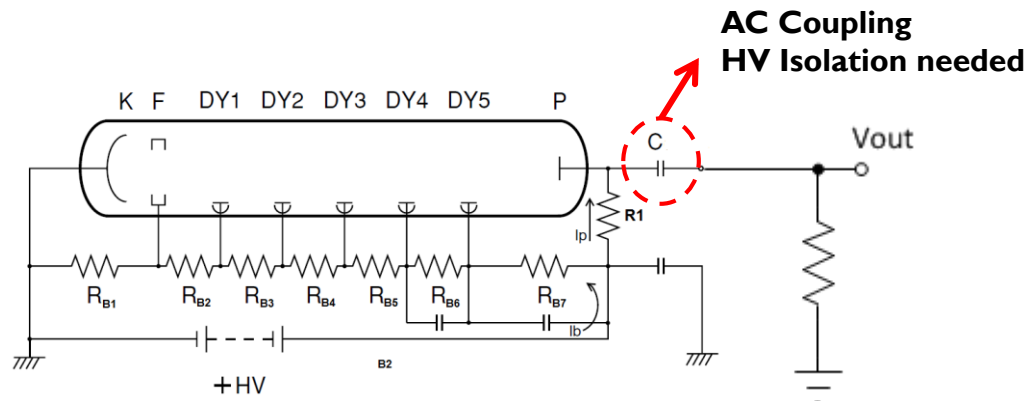 AC Coupling
HV Isolation needed
K F DY1 DY2 DY3 DY4 DY5 P
C
Vout
R1
Ip
RB1 RB2 RB3 RB4 RB5 RB6 RB7
Ib
B2
+HV